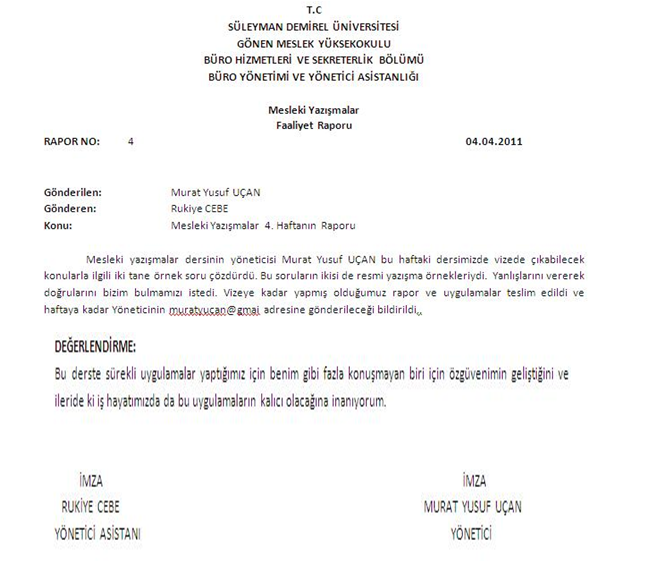 T.C
SÜLEYMAN DEMİREL ÜNİVERSİTESİ
GÖNEN MESLEK YÜKSEKOKULU
BÜRO HİZMETLERİ VE SEKRETERLİK BÖLÜMÜ
BÜRO YÖNETİMİ VE YÖNETİCİ ASİSTANLIĞI
Mesleki Yazışmalar
Faaliyet Raporu
RAPOR NO: 4 04.04.2011
Gönderilen: Murat Yusuf UÇAN
Gönderen: Rukiye CEBE
Konu: Mesleki Yazışmalar 4. Haftanın Raporu
Mesleki yazışmalar dersinin yöneticisi Murat Yusuf UÇAN bu haftaki dersimizde vizede çıkabilecek
konularla ilgili iki tane örnek soru çözdürdü. Bu soruların ikisi de resmi yazışma örnekleriydi. Yanlışlarını vererek
doğrularını bizim bulmamızı istedi. Vizeye kadar yapmış olduğumuz rapor ve uygulamalar teslim edildi ve
haftaya kadar Yöneticinin muratyucan@gmai adresine gönderileceği bildirildi..
DEĞERLENDİRME:
Bu derste sürekli uygulamalar yaptığımız için benim gibi fazla konuşmayan biri için özgüvenimin geliştiğini ve
ileride ki iş hayatımızda da bu uygulamaların kalıcı olacağına inanıyorum.
İMZA İMZA
RUKİYE CEBE MURAT YUSUF UÇAN
YÖNETİCİ ASİSTANI YÖNETİCİ